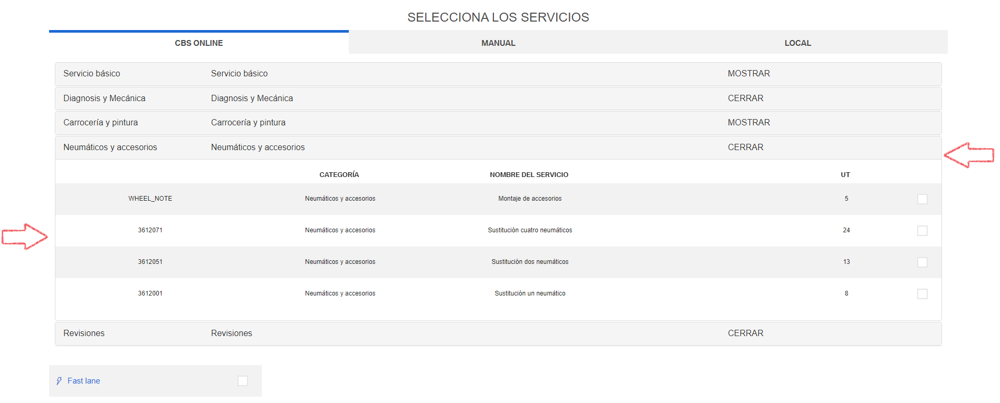 SELECCIONA LOS SERVICIOS
CBS ONLINE MANUAL LOCAL
Servicio básico Servicio básico MOSTRAR
Diagnosis y Mecánica Diagnosis y Mecánica CERRAR
Carrocería y pintura Carrocería y pintura MOSTRAR
Neumáticos y accesorios Neumáticos y accesorios CERRAR
CATEGORÍA NOMBRE DEL SERVICIO UT
WHEEL_NOTE Neumáticos y accesorios Montaje de accesorios 5
3612071 Neumáticos y accesorios Sustitución cuatro neumáticos 24
3612051 Neumáticos y accesorios Sustitución dos neumáticos 13
3612001 Neumáticos y accesorios Sustitución un neumático 8
Revisiones Revisiones CERRAR
Fast lane